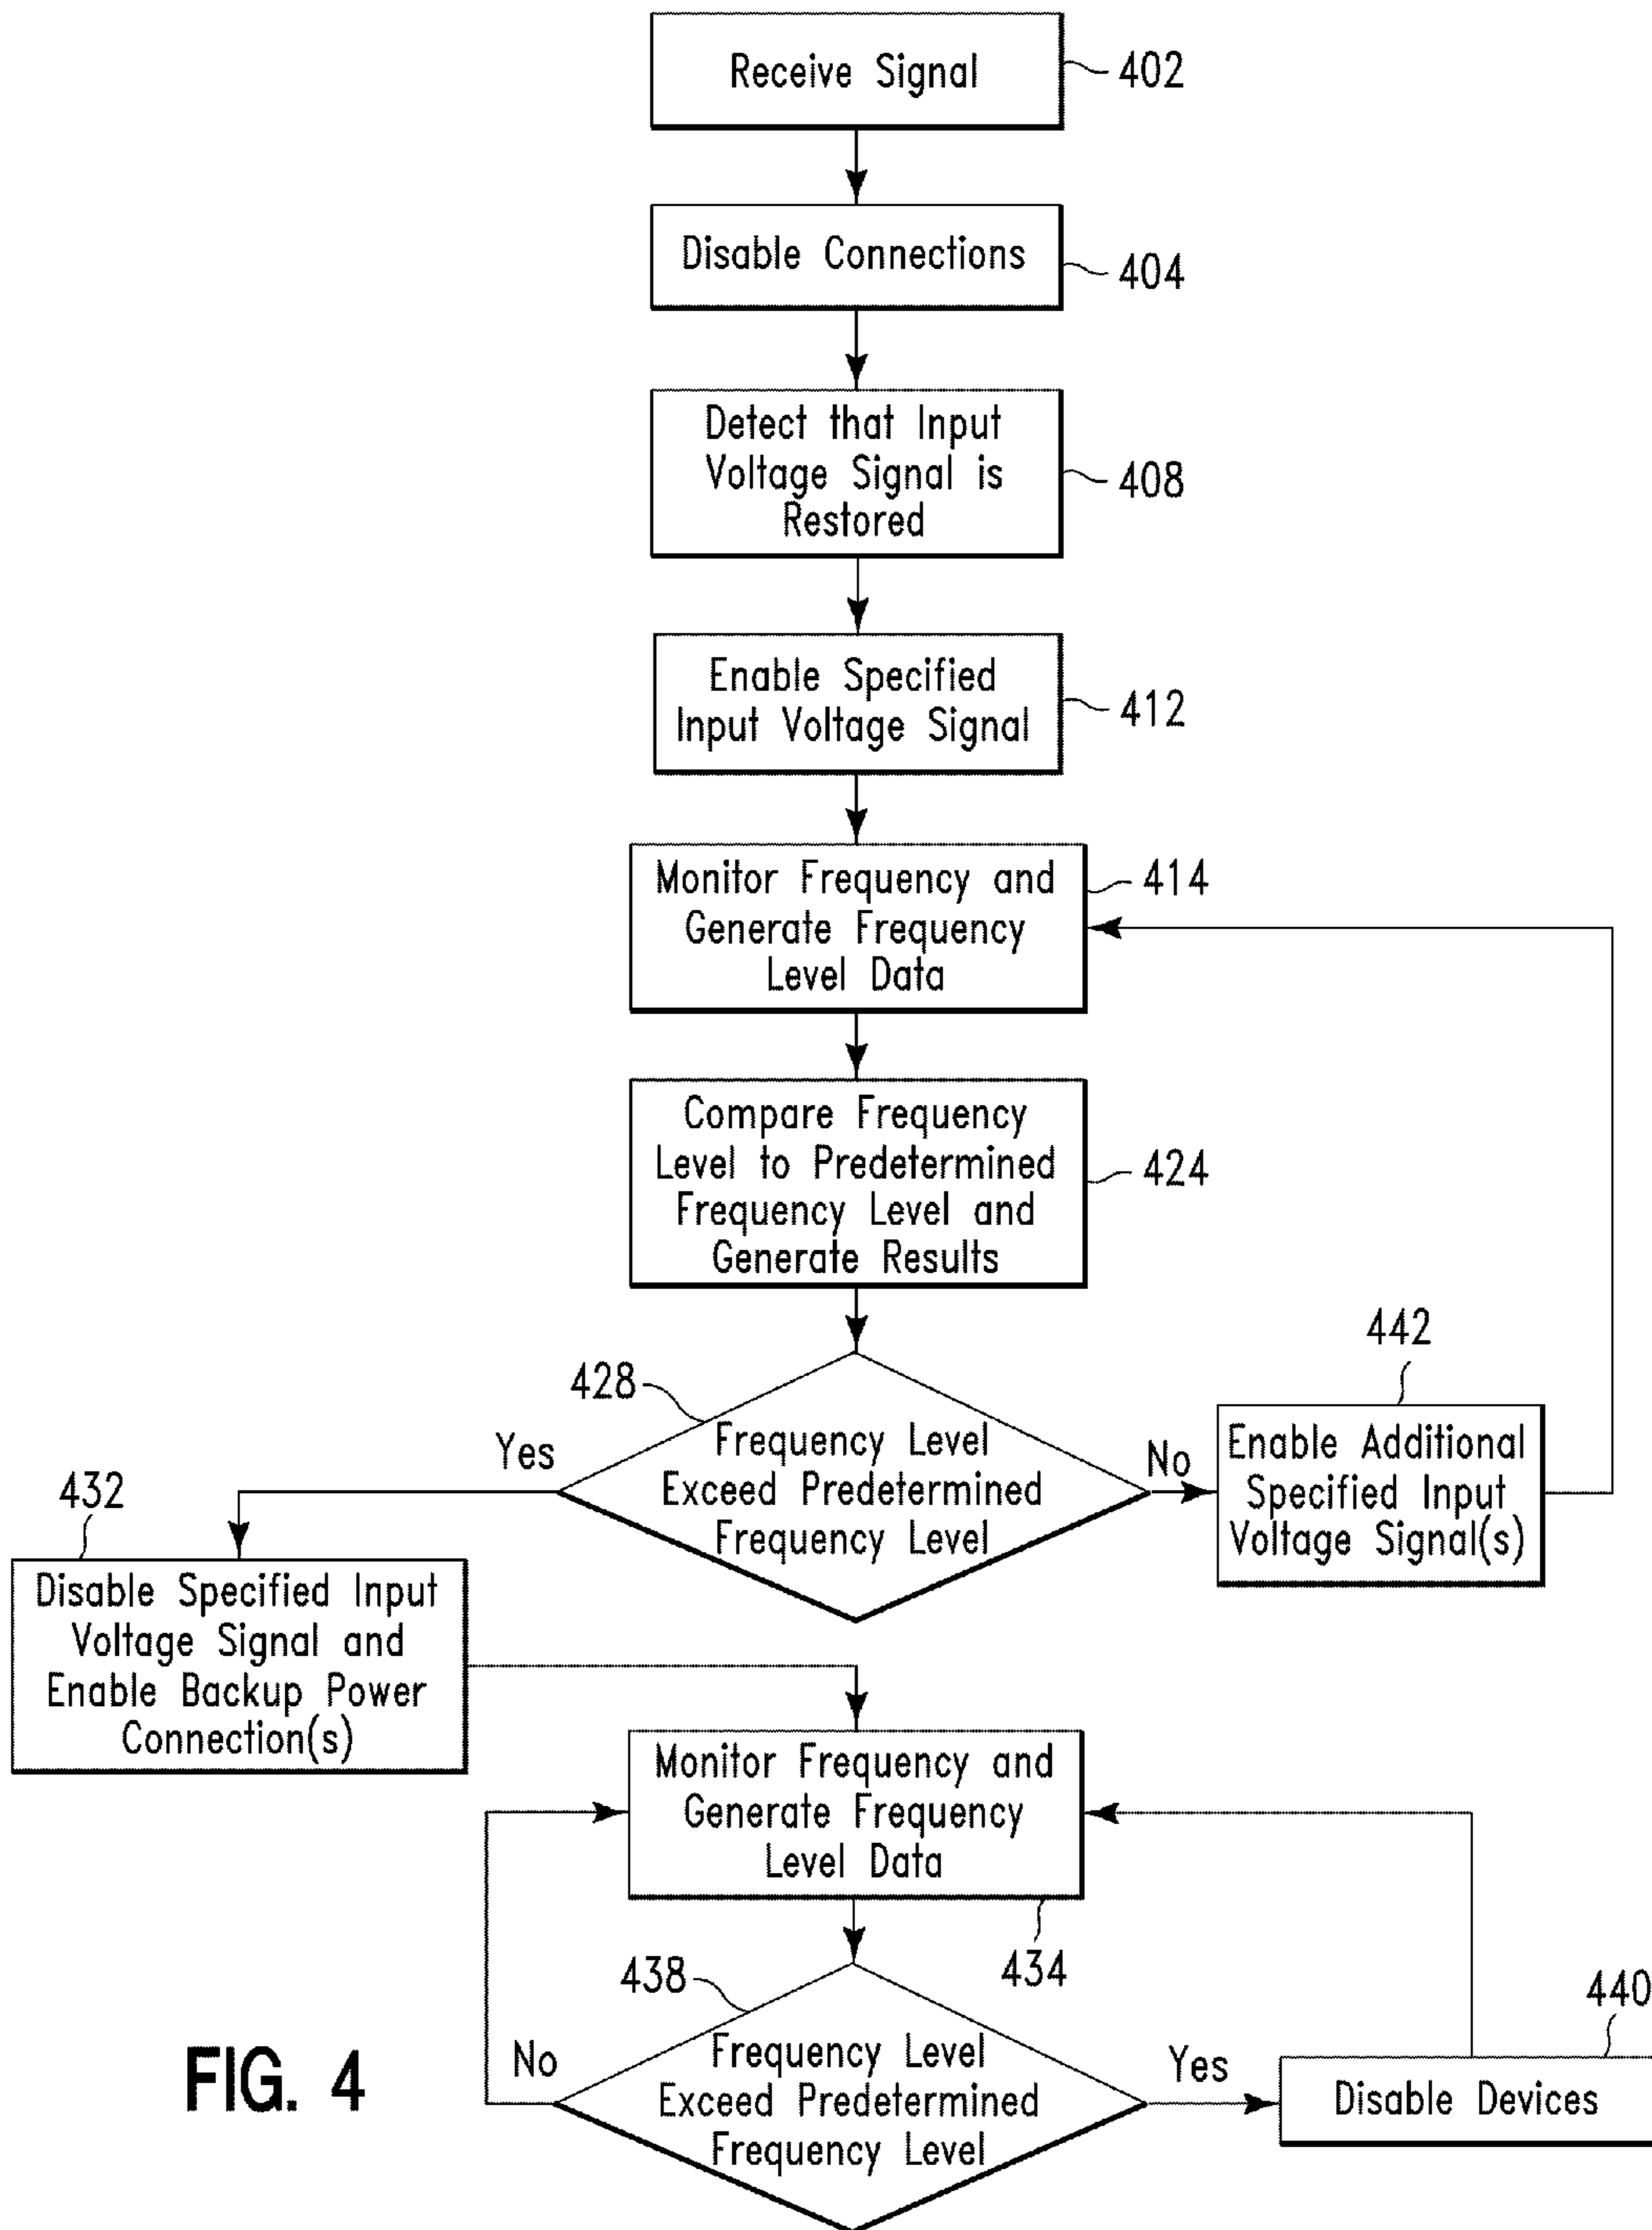 Receive Signal
402
Disable Connections
404
Detect that Input
Voltage Signal is
Restored
408
Enable Specified
Input Voltage Signal
412
Monitor Frequency and
Generate Frequency
Level Data
414
Compare Frequency
Level to Predetermined
Frequency Level and
Generate Results
424
428
Frequency Level
Exceed Predetermined
Frequency Level
Yes
No
442
Enable Additional
Specified Input
Voltage Signal(s)
432
Disable Specified Input
Voltage Signal and
Enable Backup Power
Connection(s)
Monitor Frequency and
Generate Frequency
Level Data
434
438
Frequency Level
Exceed Predetermined
Frequency Level
No
Yes
440
Disable Devices
FIG. 4